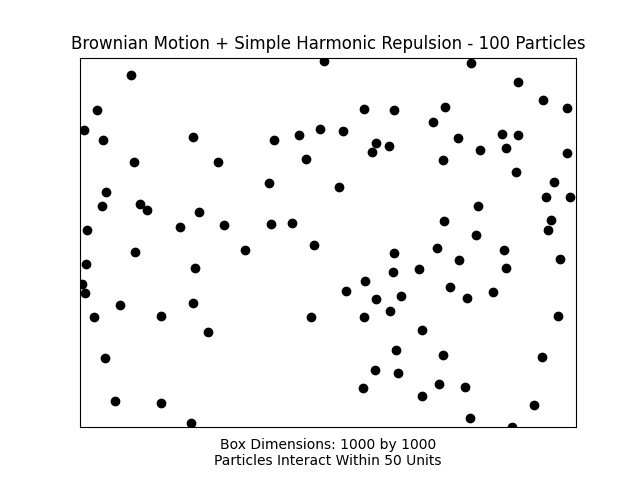 Brownian Motion + Simple Harmonic Repulsion - 100 Particles
Box Dimensions: 1000 by 1000
Particles Interact Within 50 Units